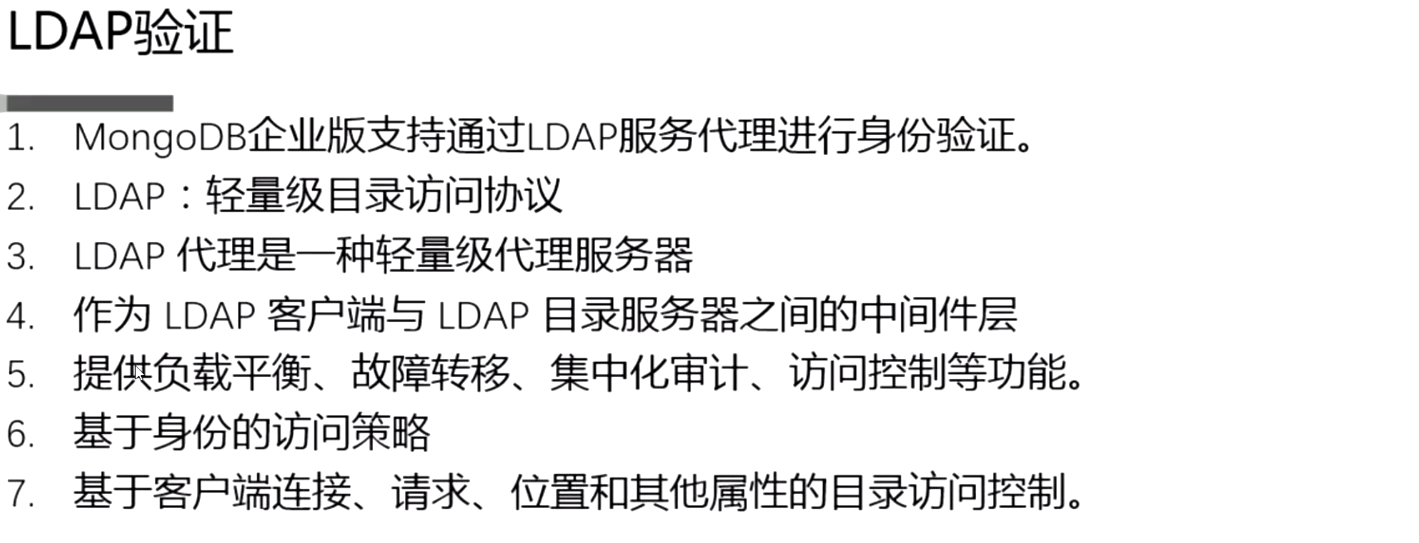 LDAP验证
1. MongoDB企业版支持通过LDAP服务代理进行身份验证。
2. LDAP：轻量级目录访问协议
3. LDAP 代理是一种轻量级代理服务器
4. 作为 LDAP 客户端与 LDAP 目录服务器之间的中间件层
5. 提供负载平衡、故障转移、集中化审计、访问控制等功能。
6. 基于身份的访问策略
7. 基于客户端连接、请求、位置和其他属性的目录访问控制。